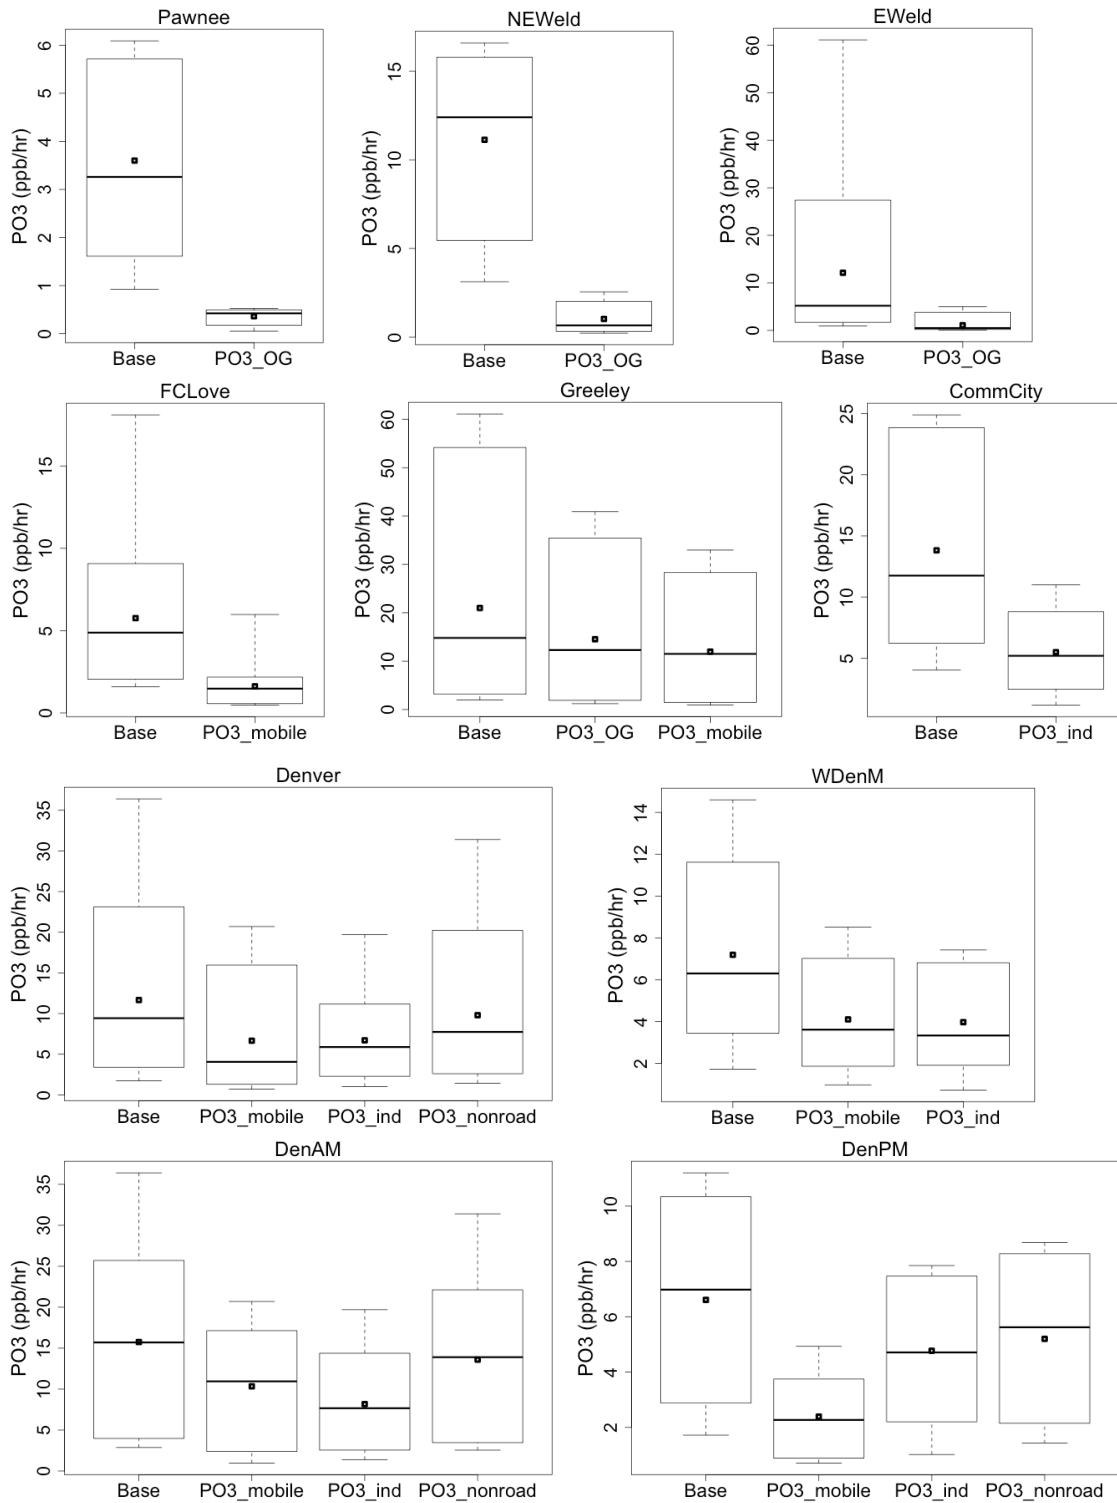 Pawnee
PO3 (ppb/hr)
6
5
4
3
2
1
0
Base PO3_OG
NEWeld
PO3 (ppb/hr)
15
10
5
0
Base PO3_OG
EWeld
PO3 (ppb/hr)
60
50
40
30
20
10
0
Base PO3_OG
FCLove
PO3 (ppb/hr)
15
10
5
0
Base PO3_mobile
Greeley
PO3 (ppb/hr)
60
50
40
30
20
10
0
Base PO3_OG PO3_mobile
CommCity
PO3 (ppb/hr)
25
20
15
10
5
Base PO3_ind
Denver
PO3 (ppb/hr)
35
30
25
20
15
10
5
0
Base PO3_mobile PO3_ind PO3_nonroad
WDenM
PO3 (ppb/hr)
14
12
10
8
6
4
2
Base PO3_mobile PO3_ind
DenAM
PO3 (ppb/hr)
35
30
25
20
15
10
5
0
Base PO3_mobile PO3_ind PO3_nonroad
DenPM
PO3 (ppb/hr)
10
8
6
4
2
Base PO3_mobile PO3_ind PO3_nonroad